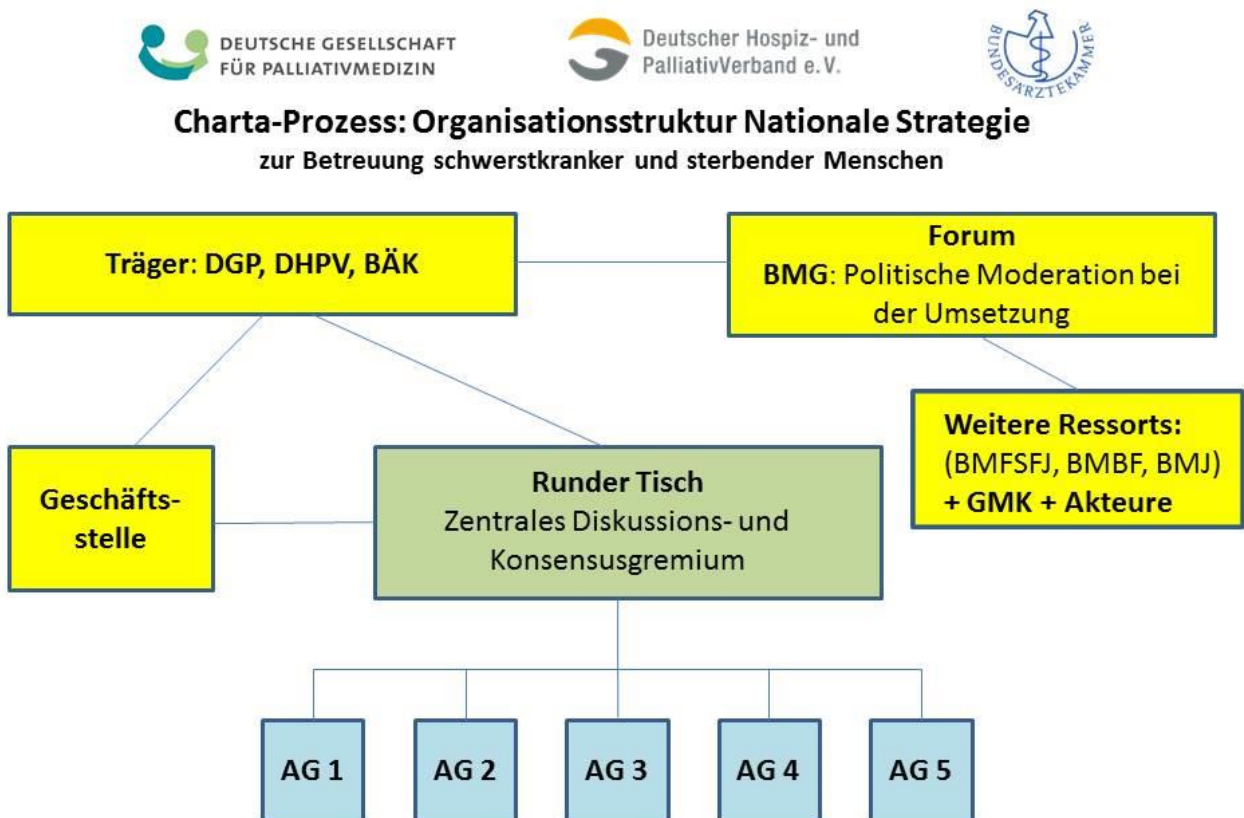 DEUTSCHE GESELLSCHAFT
FÜR PALLIATIVMEDIZIN
Deutscher Hospiz- und
PalliativVerband e.V.
BUNDESÄRZTEKAMMER
Charta-Prozess: Organisationsstruktur Nationale Strategie
zur Betreuung schwerstkranker und sterbender Menschen
Träger: DGP, DHPV, BÄK
Forum
BMG: Politische Moderation bei
der Umsetzung
Weitere Ressorts:
(BMFSFJ, BMBF, BMJ)
+ GMK + Akteure
Geschäfts-
stelle
Runder Tisch
Zentrales Diskussions- und
Konsensusgremium
AG 1
AG 2
AG 3
AG 4
AG 5